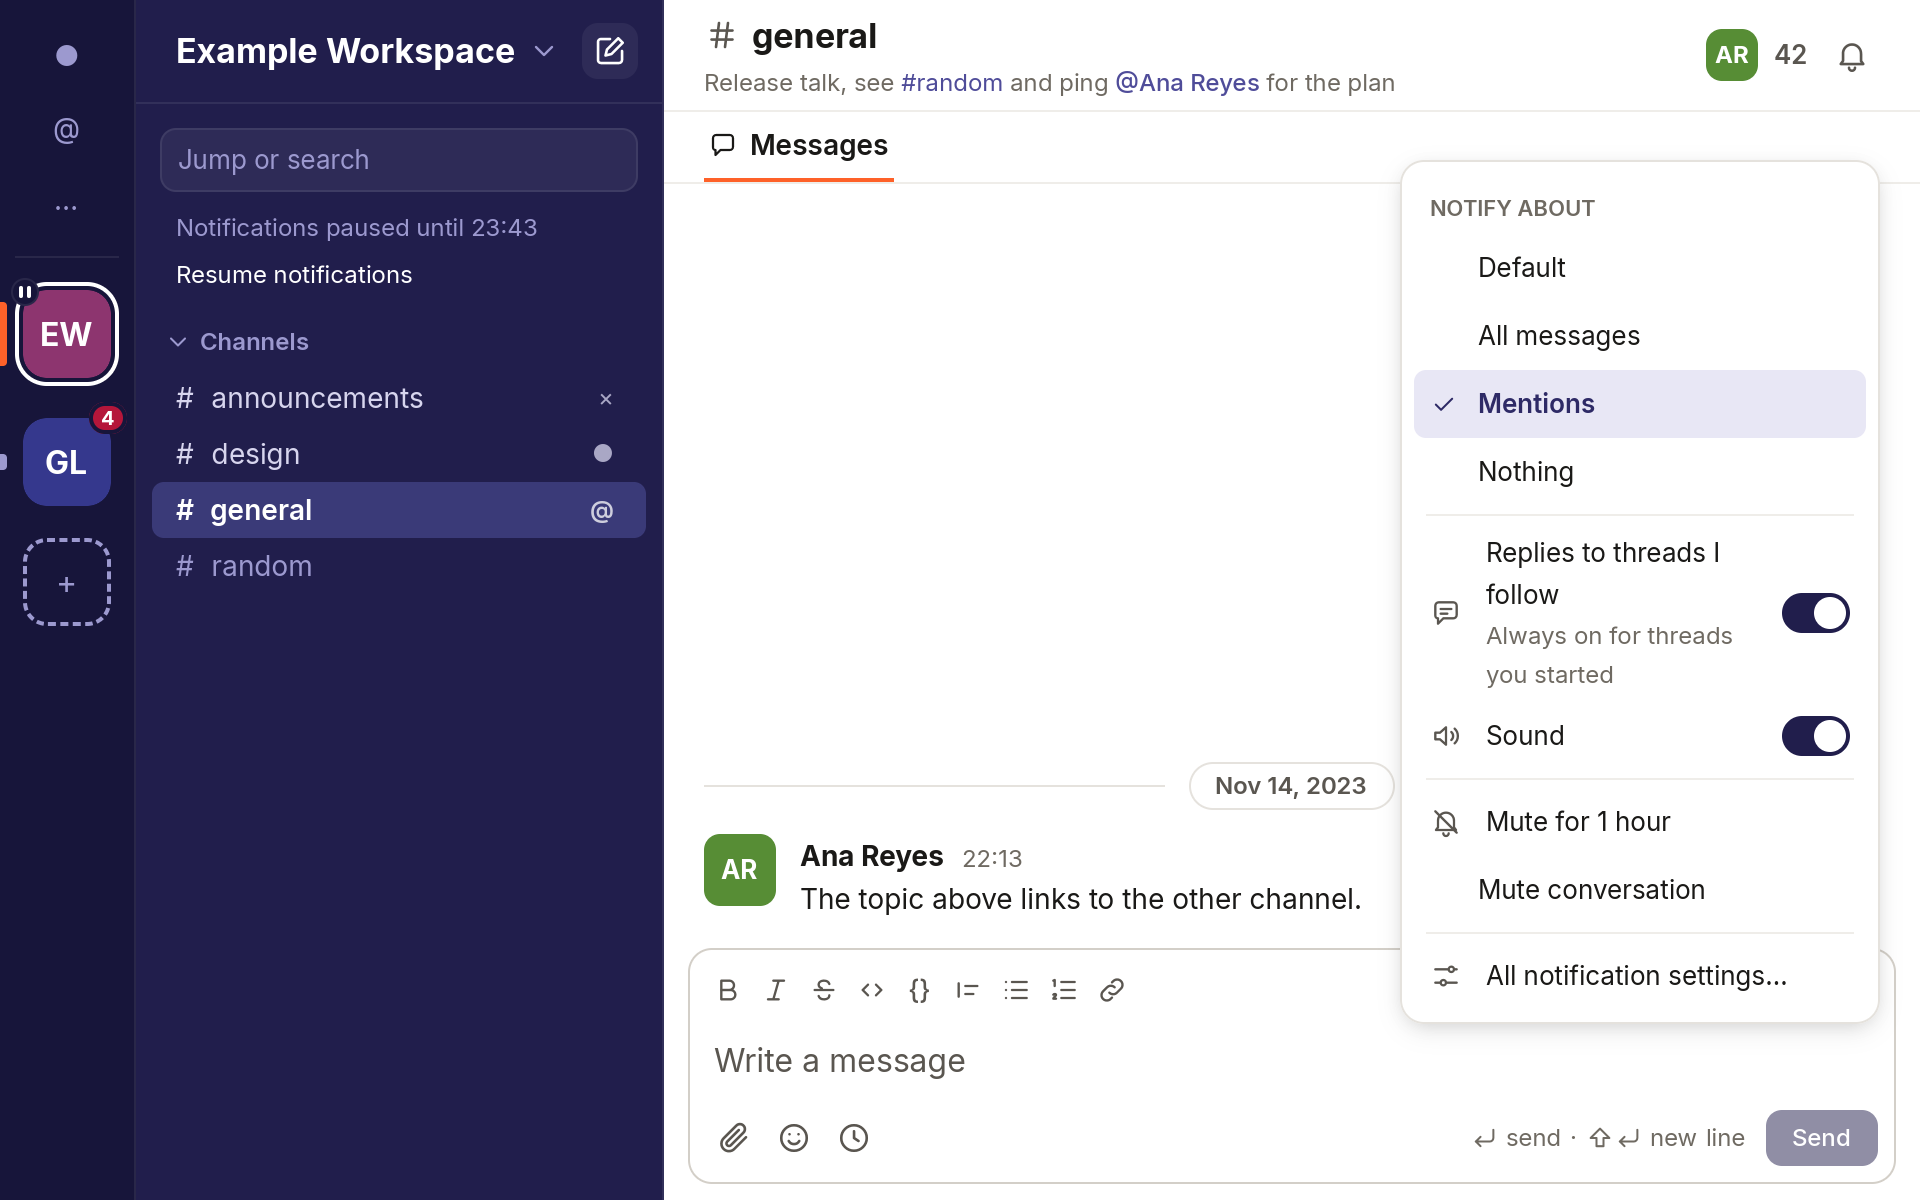 @
...
EW
4
GL
+
Example Workspace
Jump or search
Notifications paused until 23:43
Resume notifications
Channels
# announcements ×
# design
# general @
# random
# general
Release talk, see #random and ping @Ana Reyes for the plan
AR 42
Messages
Nov 14, 2023
AR
Ana Reyes 22:13
The topic above links to the other channel.
Write a message
send · new line
Send
NOTIFY ABOUT
Default
All messages
Mentions
Nothing
Replies to threads I
follow
Always on for threads
you started
Sound
Mute for 1 hour
Mute conversation
All notification settings...